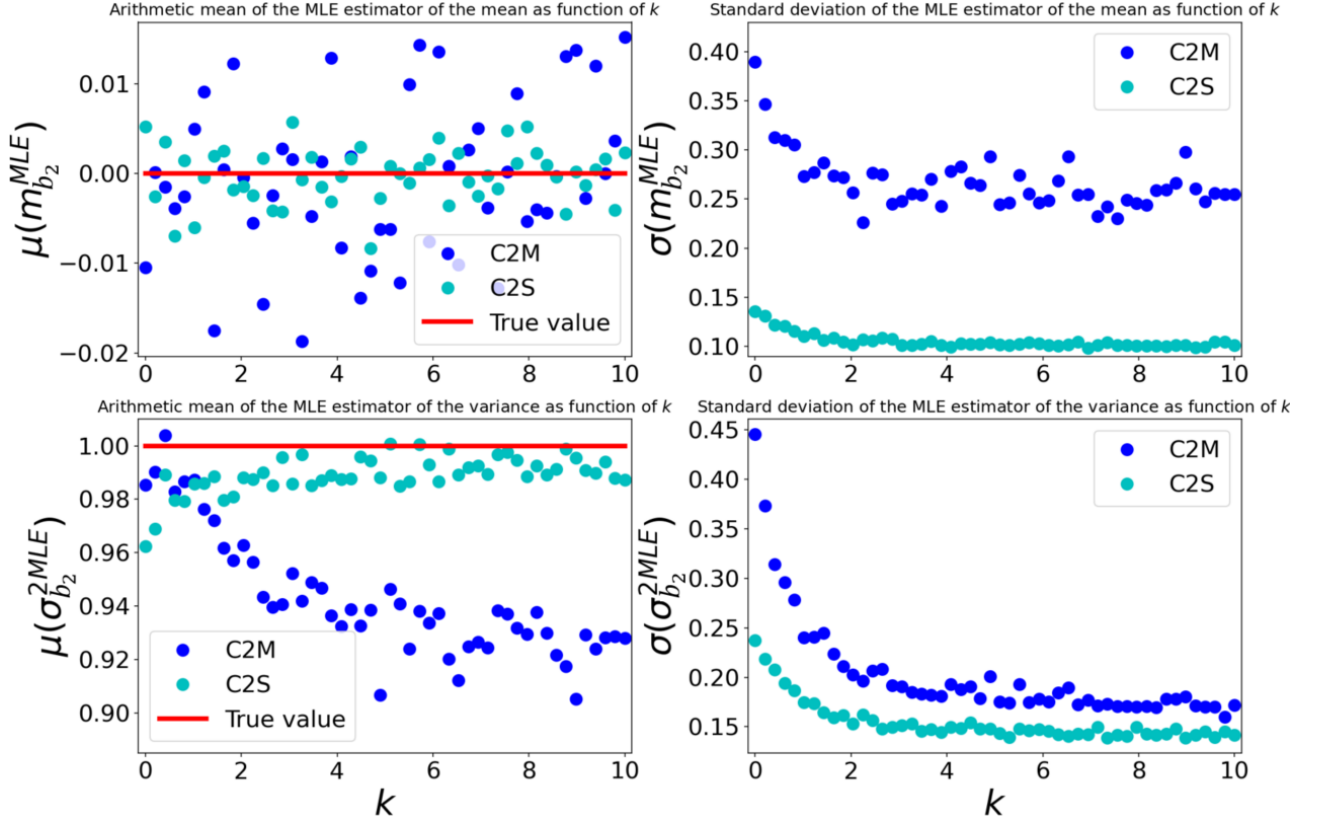 Arithmetic mean of the MLE estimator of the mean as function of k
μ(m_{b_2}^{MLE})
0.01
0.00
−0.01
−0.02
0 2 4 6 8 10
C2M
C2S
True value
Standard deviation of the MLE estimator of the mean as function of k
σ(m_{b_2}^{MLE})
0.40
0.35
0.30
0.25
0.20
0.15
0.10
0 2 4 6 8 10
C2M
C2S
Arithmetic mean of the MLE estimator of the variance as function of k
μ(σ_{b_2}^{2MLE})
1.00
0.98
0.96
0.94
0.92
0.90
0 2 4 6 8 10
k
C2M
C2S
True value
Standard deviation of the MLE estimator of the variance as function of k
σ(σ_{b_2}^{2MLE})
0.45
0.40
0.35
0.30
0.25
0.20
0.15
0 2 4 6 8 10
k
C2M
C2S